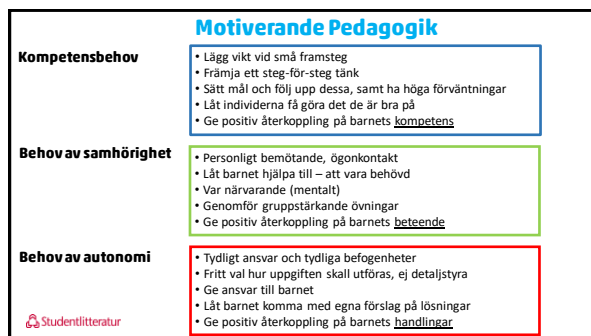 Motiverande Pedagogik
Kompetensbehov
• Lägg vikt vid små framsteg
• Främja ett steg-för-steg tänk
• Sätt mål och följ upp dessa, samt ha höga förväntningar
• Låt individerna få göra det de är bra på
• Ge positiv återkoppling på barnets kompetens
Behov av samhörighet
• Personligt bemötande, ögonkontakt
• Låt barnet hjälpa till – att vara behövd
• Var närvarande (mentalt)
• Genomför gruppstärkande övningar
• Ge positiv återkoppling på barnets beteende
Behov av autonomi
• Tydligt ansvar och tydliga befogenheter
• Fritt val hur uppgiften skall utföras, ej detaljstyra
• Ge ansvar till barnet
• Låt barnet komma med egna förslag på lösningar
• Ge positiv återkoppling på barnets handlingar
Studentlitteratur